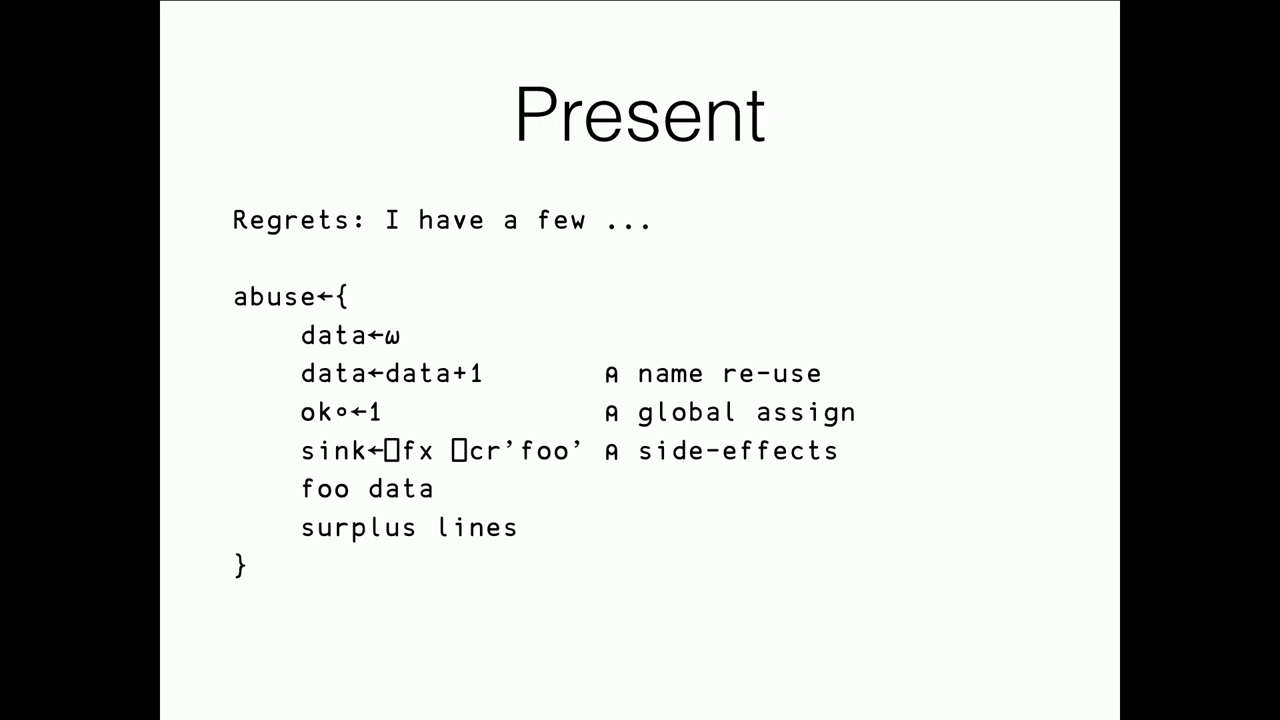 Present
Regrets: I have a few ...
abuse←{
data←⍵
data←data+1 ⍝ name re-use
ok∘←1 ⍝ global assign
sink←⎕fx ⎕cr’foo’ ⍝ side-effects
foo data
surplus lines
}